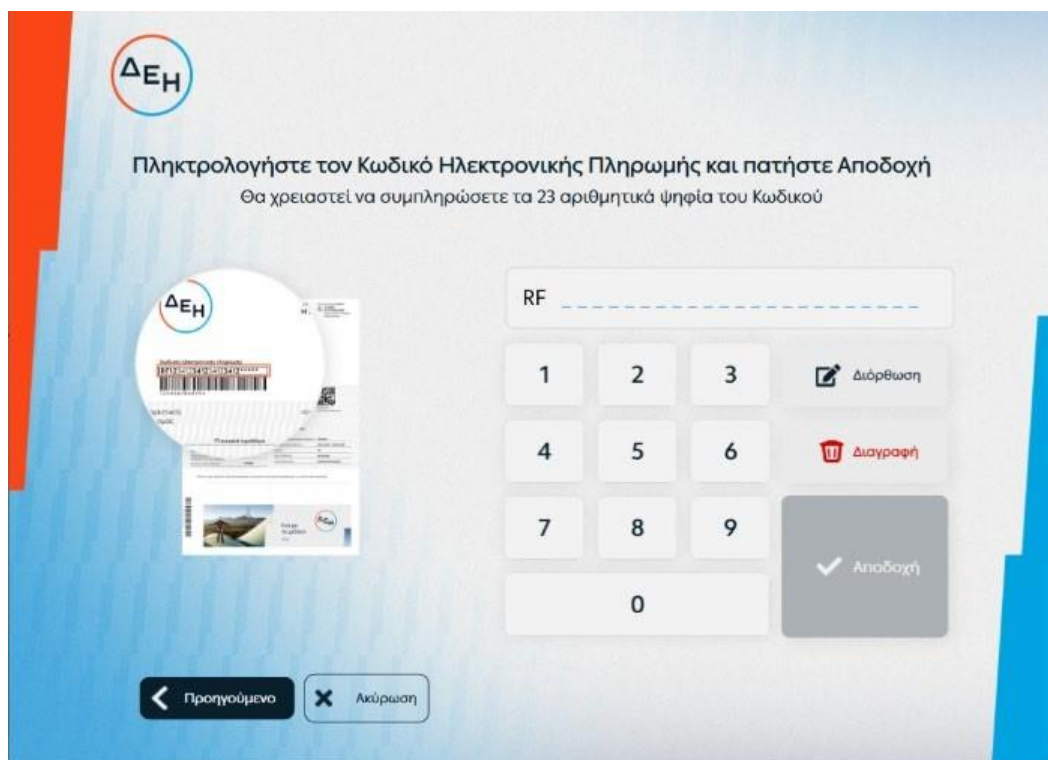 ΔΕΗ
Πληκτρολογήστε τον Κωδικό Ηλεκτρονικής Πληρωμής και πατήστε Αποδοχή
Θα χρειαστεί να συμπληρώσετε τα 23 αριθμητικά ψηφία του Κωδικού
ΔΕΗ
RF
1 2 3 Διόρθωση
4 5 6 Διαγραφή
7 8 9
Αποδοχή
0
Προηγούμενο Ακύρωση